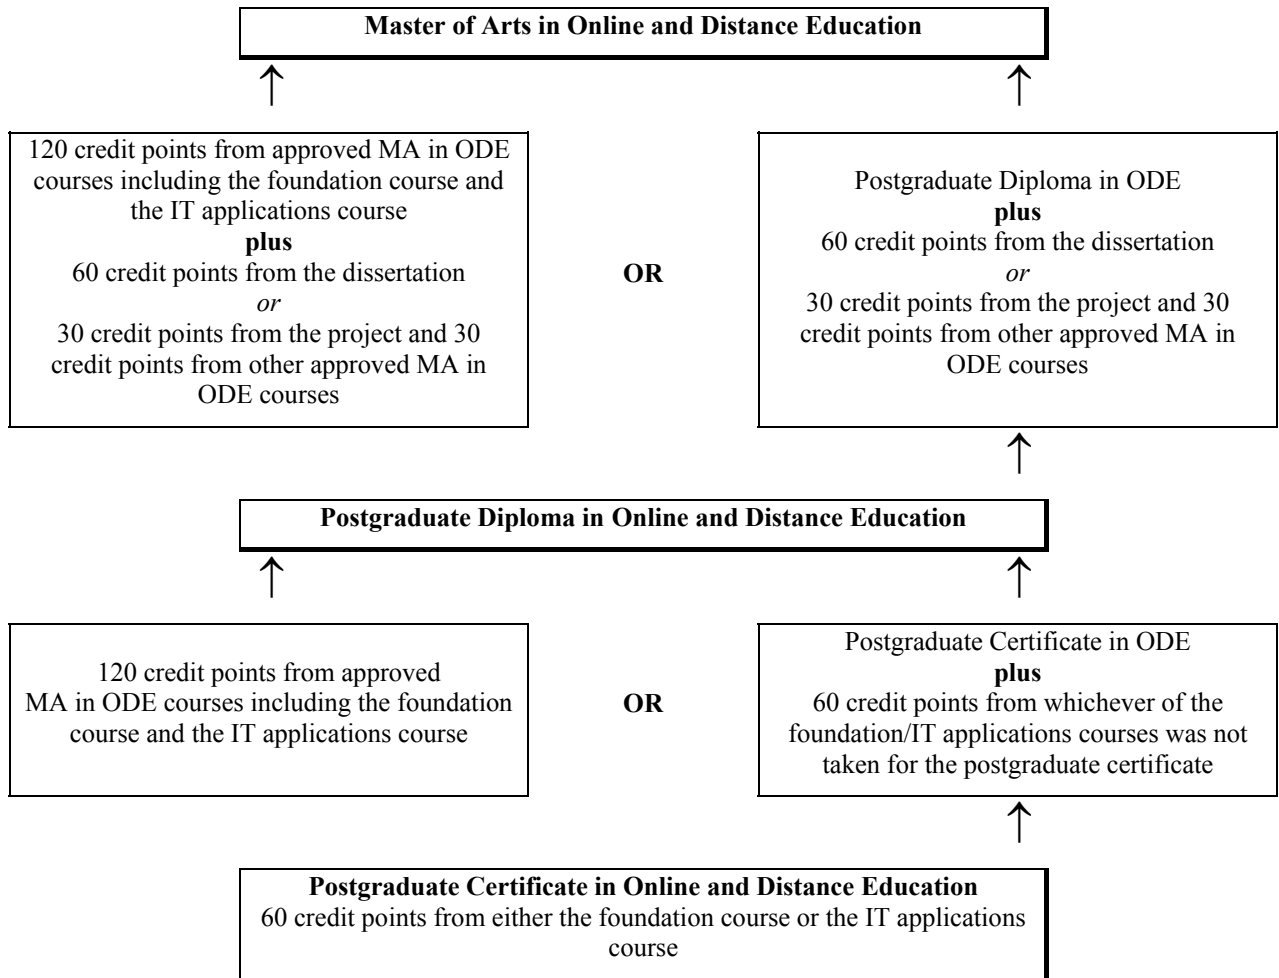 Master of Arts in Online and Distance Education
120 credit points from approved MA in ODE
courses including the foundation course and
the IT applications course
plus
60 credit points from the dissertation
or
30 credit points from the project and 30
credit points from other approved MA in
ODE courses
OR
Postgraduate Diploma in ODE
plus
60 credit points from the dissertation
or
30 credit points from the project and 30
credit points from other approved MA in
ODE courses
Postgraduate Diploma in Online and Distance Education
120 credit points from approved
MA in ODE courses including the foundation
course and the IT applications course
OR
Postgraduate Certificate in ODE
plus
60 credit points from whichever of the
foundation/IT applications courses was not
taken for the postgraduate certificate
Postgraduate Certificate in Online and Distance Education
60 credit points from either the foundation course or the IT applications
course